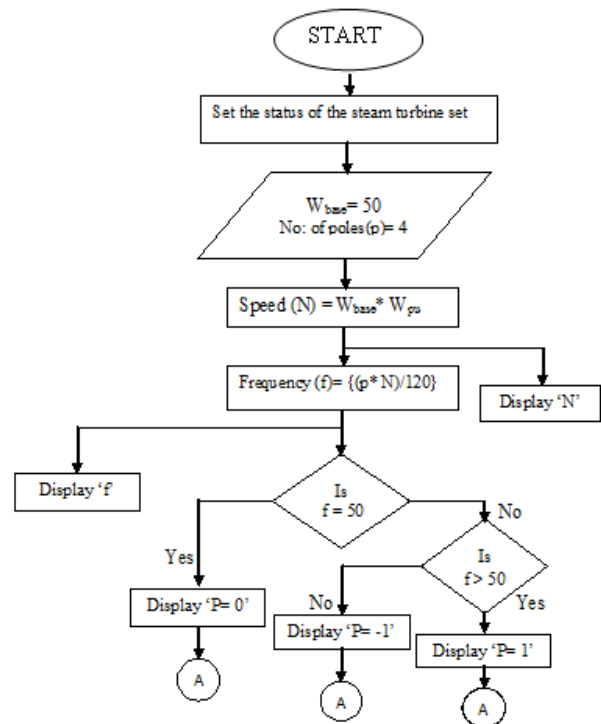 START
Set the status of the steam turbine set
Wbase= 50
No: of poles(p)= 4
Speed (N) = Wbase* Wpu
Frequency (f)= {(p* N)/120}
Display ‘N’
Display ‘f’
Is
f = 50
No
Yes
Is
f > 50
No
Yes
Display ‘P= 0’
Display ‘P= -1’
Display ‘P= 1’
A
A
A